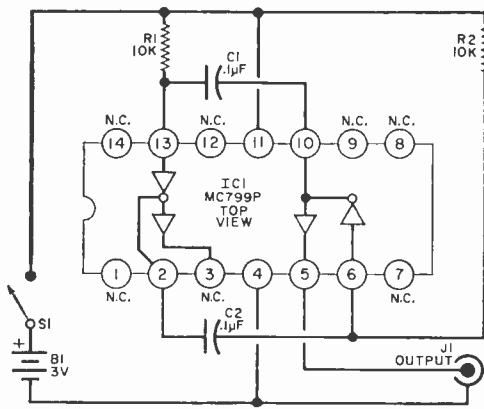 R1
10K
C1
.1µF
R2
10K
N.C.
N.C.
N.C.
N.C.
14
13
12
11
10
9
8
IC1
MC799P
TOP
VIEW
1
2
3
4
5
6
7
N.C.
N.C.
N.C.
C2
.1µF
S1
+
B1
3V
J1
OUTPUT